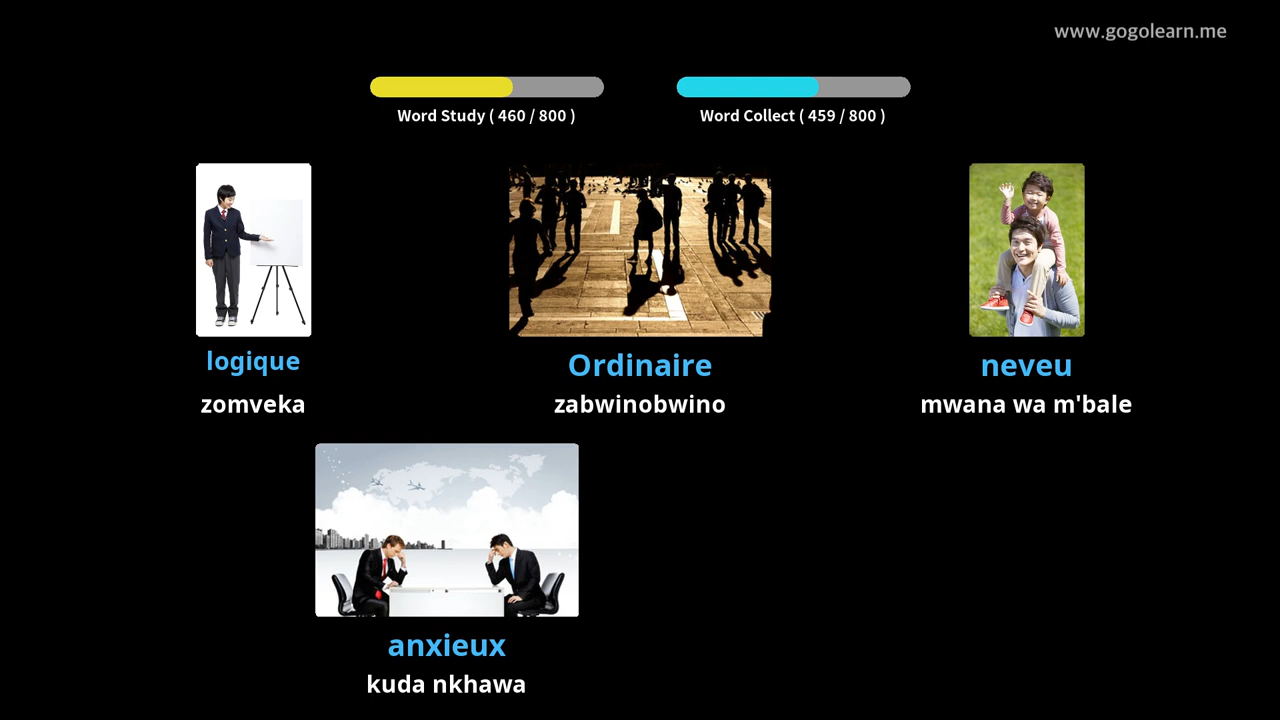 www.gogolearn.me
Word Study ( 460 / 800 )
Word Collect ( 459 / 800 )
logique
zomveka
Ordinaire
zabwinobwino
neveu
mwana wa m'bale
anxieux
kuda nkhawa